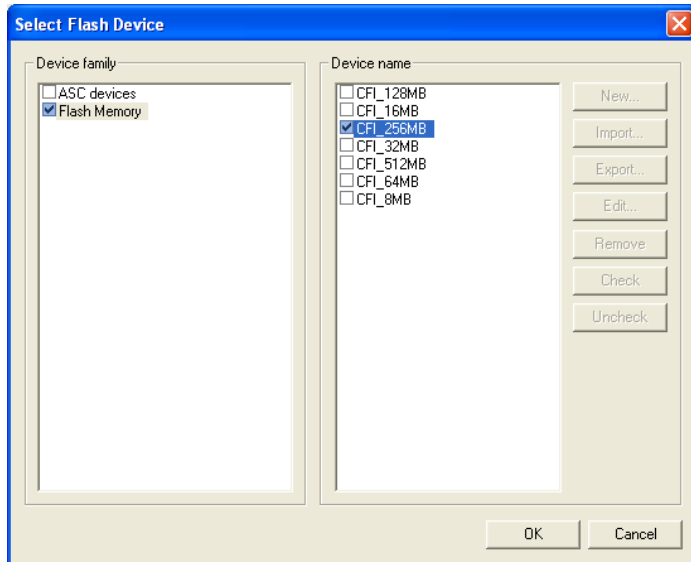 Select Flash Device
Device family
ASC devices
Flash Memory
Device name
CFI_128MB
CFI_16MB
CFI_256MB
CFI_32MB
CFI_512MB
CFI_64MB
CFI_8MB
New...
Import...
Export...
Edit...
Remove
Check
Uncheck
OK
Cancel